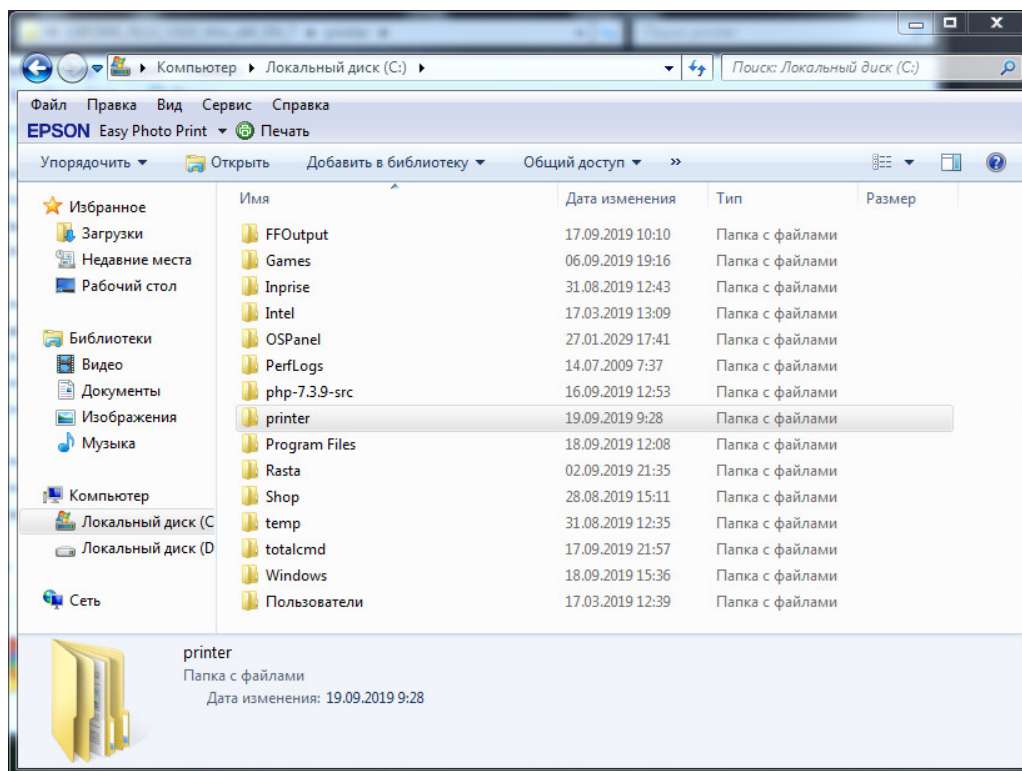 Компьютер Локальный диск (C:) Поиск: Локальный диск (C:)
Файл Правка Вид Сервис Справка
EPSON Easy Photo Print Печать
Упорядочить Открыть Добавить в библиотеку Общий доступ »
Избранное
Загрузки
Недавние места
Рабочий стол
Библиотеки
Видео
Документы
Изображения
Музыка
Компьютер
Локальный диск (C
Локальный диск (D
Сеть
Имя Дата изменения Тип Размер
FFOutput 17.09.2019 10:10 Папка с файлами
Games 06.09.2019 19:16 Папка с файлами
Inprise 31.08.2019 12:43 Папка с файлами
Intel 17.03.2019 13:09 Папка с файлами
OSPanel 27.01.2029 17:41 Папка с файлами
PerfLogs 14.07.2009 7:37 Папка с файлами
php-7.3.9-src 16.09.2019 12:53 Папка с файлами
printer 19.09.2019 9:28 Папка с файлами
Program Files 18.09.2019 12:08 Папка с файлами
Rasta 02.09.2019 21:35 Папка с файлами
Shop 28.08.2019 15:11 Папка с файлами
temp 31.08.2019 12:35 Папка с файлами
totalcmd 17.09.2019 21:57 Папка с файлами
Windows 18.09.2019 15:36 Папка с файлами
Пользователи 17.03.2019 12:39 Папка с файлами
printer
Папка с файлами
Дата изменения: 19.09.2019 9:28